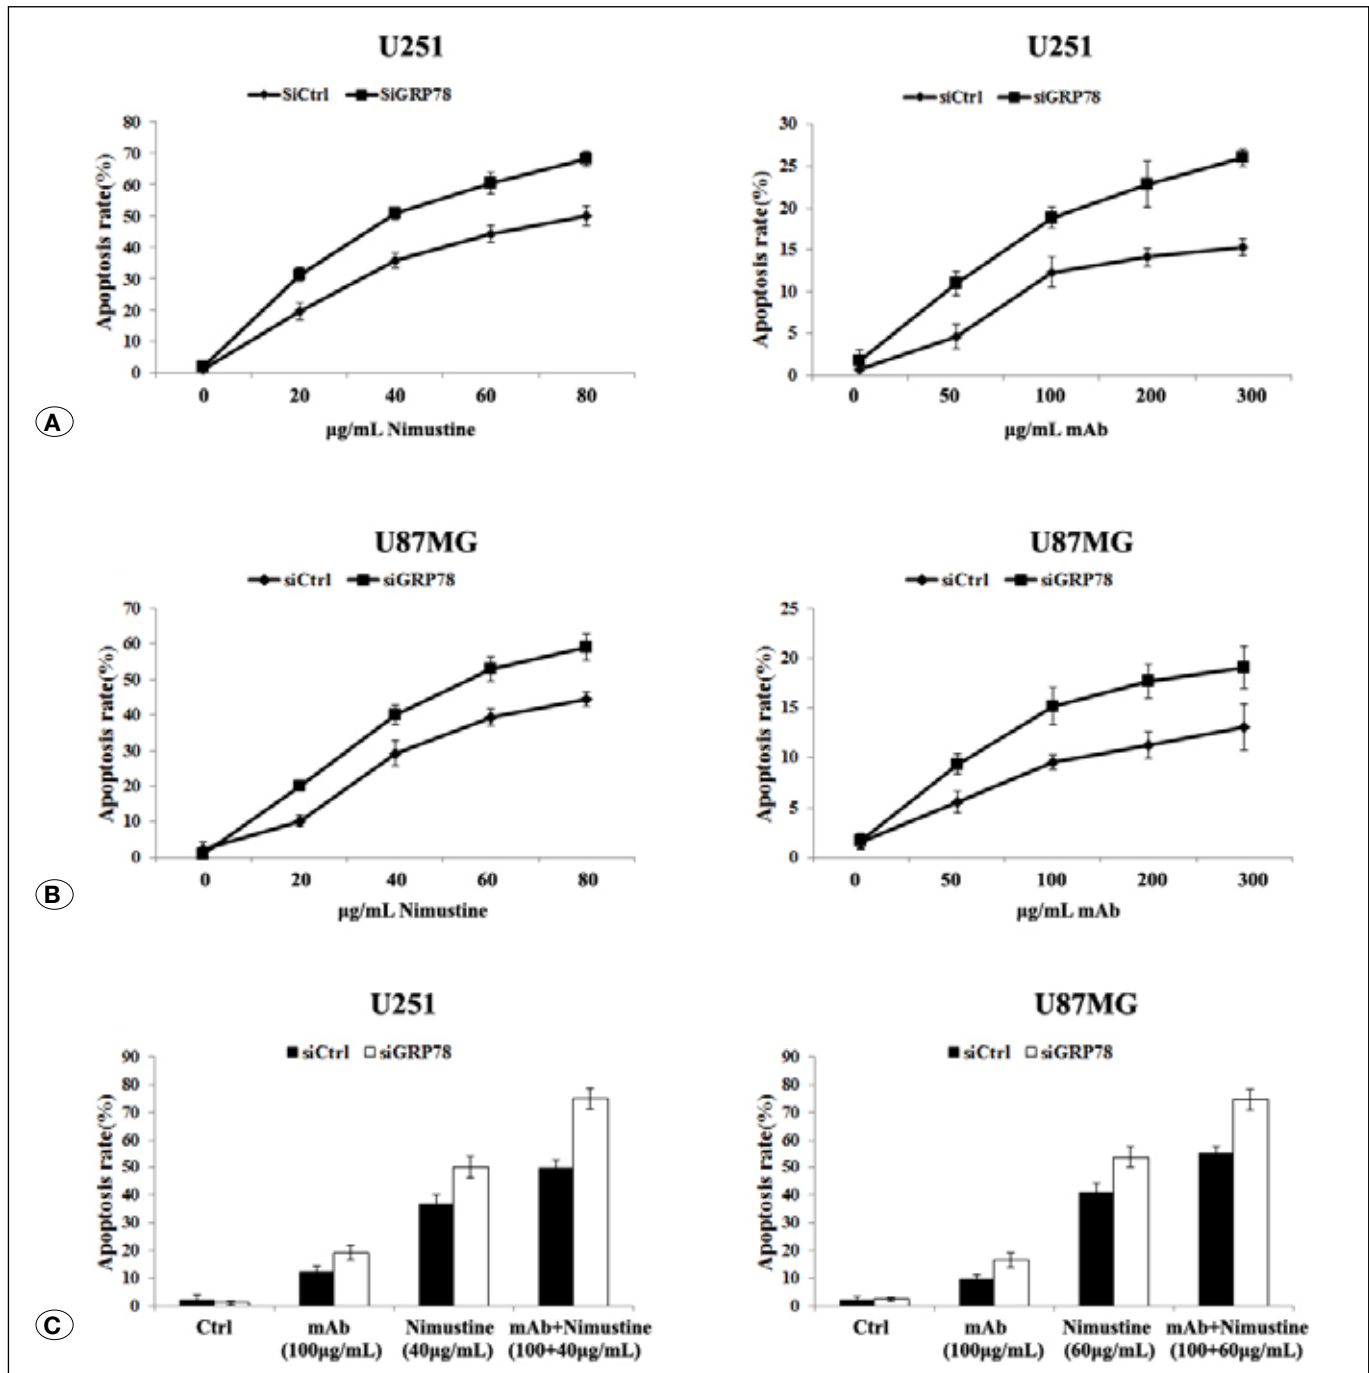 U251
SiCtrl SiGRP78
80
70
60
50
40
30
20
10
0
Apoptosis rate(%)
0 20 40 60 80
µg/mL Nimustine
U251
siCtrl siGRP78
30
25
20
15
10
5
0
Apoptosis rate(%)
0 50 100 200 300
µg/mL mAb
A
U87MG
siCtrl siGRP78
70
60
50
40
30
20
10
0
Apoptosis rate(%)
0 20 40 60 80
µg/mL Nimustine
U87MG
siCtrl siGRP78
25
20
15
10
5
0
Apoptosis rate(%)
0 50 100 200 300
µg/mL mAb
B
U251
siCtrl siGRP78
90
80
70
60
50
40
30
20
10
0
Apoptosis rate(%)
Ctrl mAb Nimustine mAb+Nimustine
(100µg/mL) (40µg/mL) (100+40µg/mL)
U87MG
siCtrl siGRP78
90
80
70
60
50
40
30
20
10
0
Apoptosis rate(%)
Ctrl mAb Nimustine mAb+Nimustine
(100µg/mL) (60µg/mL) (100+60µg/mL)
C